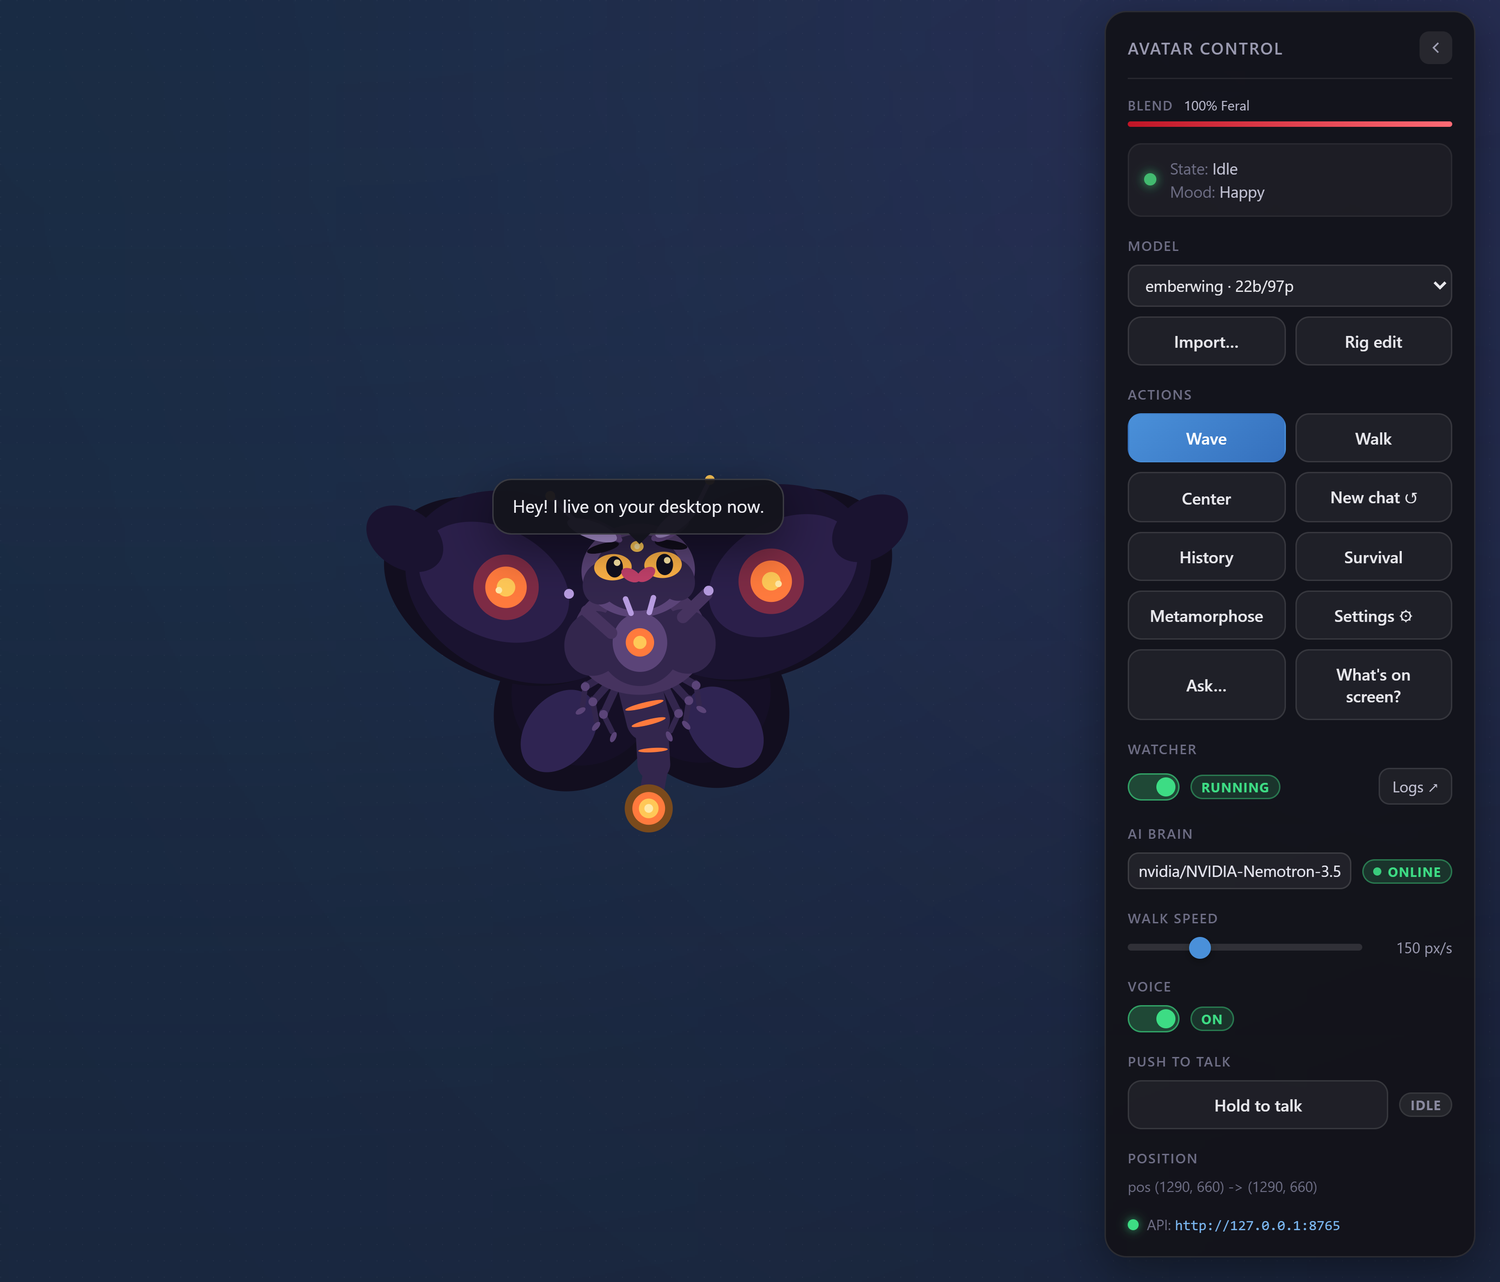 AVATAR CONTROL
BLEND 100% Feral
State: Idle
Mood: Happy
MODEL
emberwing · 22b/97p
Import...
Rig edit
ACTIONS
Wave
Walk
Center
New chat ↺
History
Survival
Metamorphose
Settings ⚙
Ask...
What's on
screen?
WATCHER
RUNNING
Logs ↗
AI BRAIN
nvidia/NVIDIA-Nemotron-3.5
ONLINE
WALK SPEED
150 px/s
VOICE
ON
PUSH TO TALK
Hold to talk
IDLE
POSITION
pos (1290, 660) -> (1290, 660)
API: http://127.0.0.1:8765
Hey! I live on your desktop now.